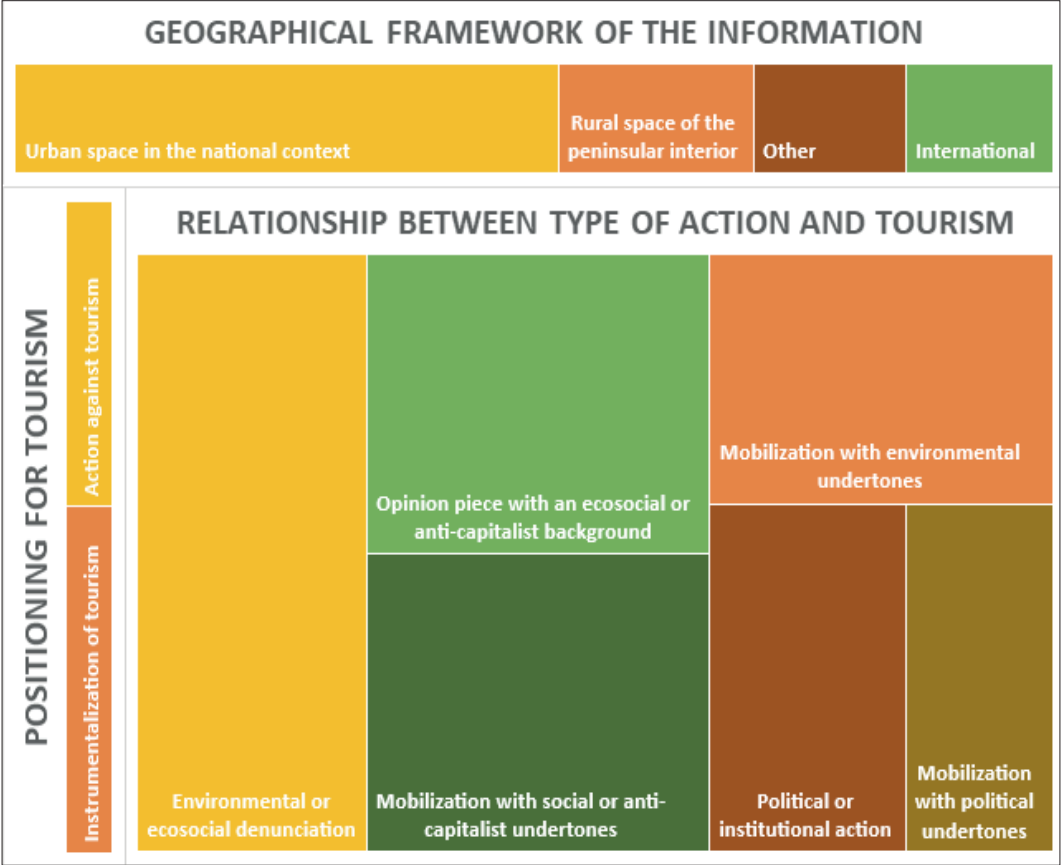 GEOGRAPHICAL FRAMEWORK OF THE INFORMATION
Urban space in the national context
Rural space of the
peninsular interior
Other
International
POSITIONING FOR TOURISM
Action against tourism
Instrumentalization of tourism
RELATIONSHIP BETWEEN TYPE OF ACTION AND TOURISM
Environmental or
ecosocial denunciation
Opinion piece with an ecosocial or
anti-capitalist background
Mobilization with social or anti-
capitalist undertones
Mobilization with environmental
undertones
Political or
institutional action
Mobilization
with political
undertones